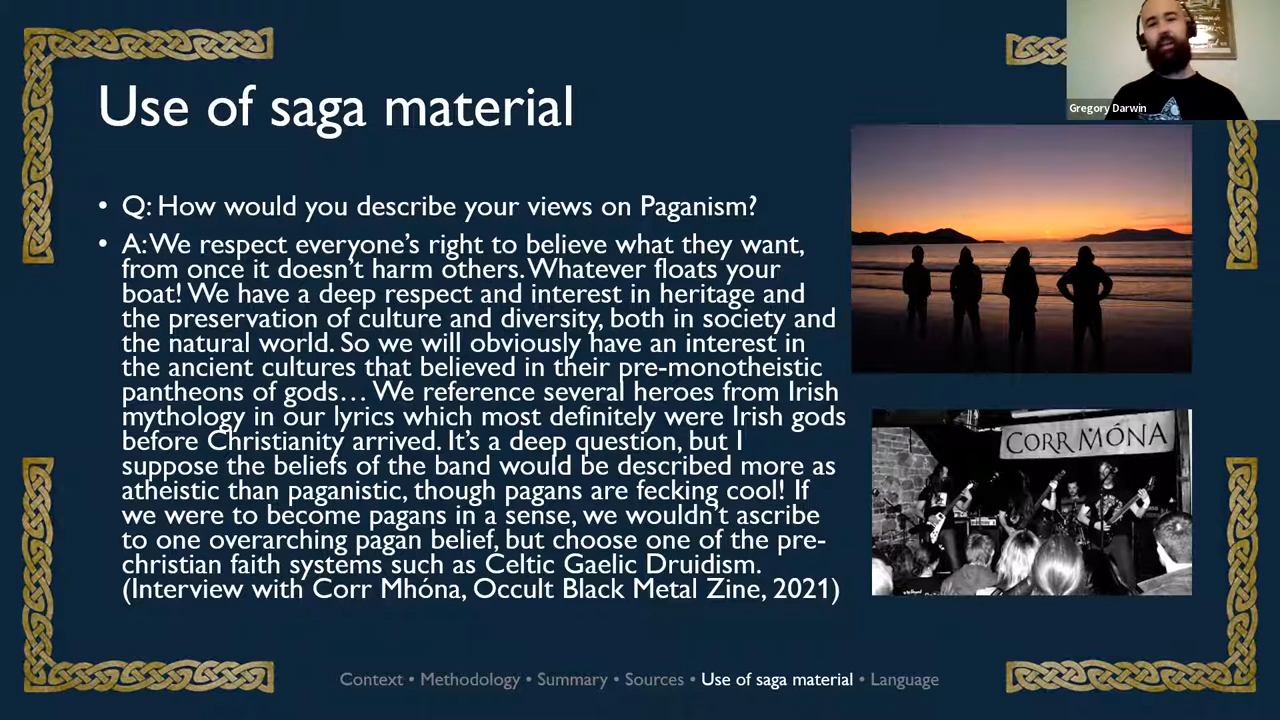 Use of saga material
Gregory Darwin
• Q: How would you describe your views on Paganism?
• A: We respect everyone's right to believe what they want,
from once it doesn't harm others. Whatever floats your
boat! We have a deep respect and interest in heritage and
the preservation of culture and diversity, both in society and
the natural world. So we will obviously have an interest in
the ancient cultures that believed in their pre-monotheistic
pantheons of gods… We reference several heroes from Irish
mythology in our lyrics which most definitely were Irish gods
before Christianity arrived. It's a deep question, but I
suppose the beliefs of the band would be described more as
atheistic than paganistic, though pagans are fecking cool! If
we were to become pagans in a sense, we wouldn't ascribe
to one overarching pagan belief, but choose one of the pre-
christian faith systems such as Celtic Gaelic Druidism.
(Interview with Corr Mhóna, Occult Black Metal Zine, 2021)
CORR ṀÓNA
Context • Methodology • Summary • Sources • Use of saga material • Language